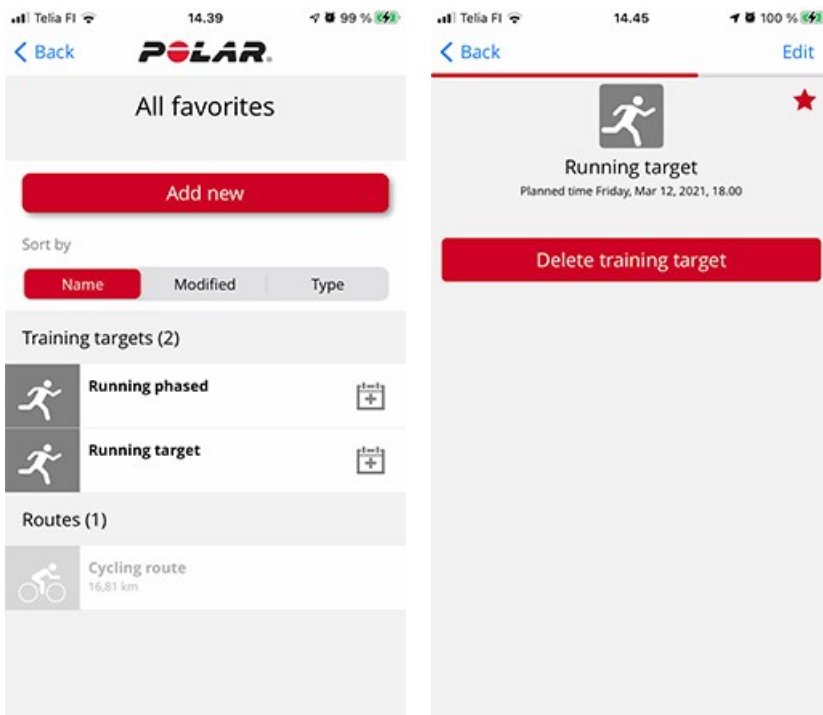 Telia FI 14.39 99 %
Back POLAR.
All favorites
Add new
Sort by
Name Modified Type
Training targets (2)
Running phased
Running target
Routes (1)
Cycling route
16,81 km
Telia FI 14.45 100 %
Back Edit
Running target
Planned time Friday, Mar 12, 2021, 18.00
Delete training target